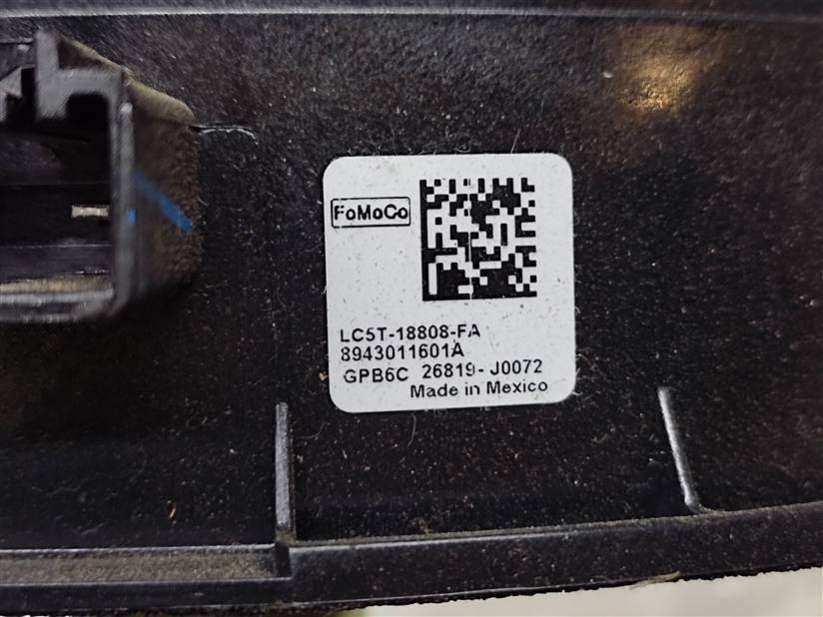 FoMoCo
LC5T-18808-FA
8943011601A
GPB6C 26819-J0072
Made in Mexico